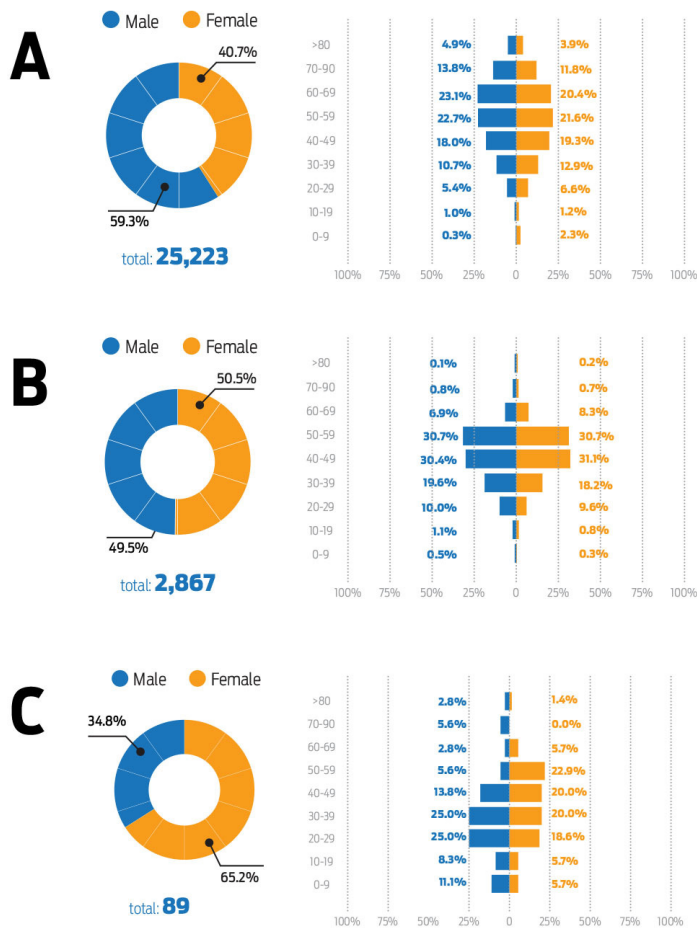 A
Male Female
40.7%
59.3%
total: 25,223
>80 4.9% 3.9%
70-90 13.8% 11.8%
60-69 23.1% 20.4%
50-59 22.7% 21.6%
40-49 18.0% 19.3%
30-39 10.7% 12.9%
20-29 5.4% 6.6%
10-19 1.0% 1.2%
0-9 0.3% 2.3%
100% 75% 50% 25% 0 25% 50% 75% 100%
B
Male Female
50.5%
49.5%
total: 2,867
>80 0.1% 0.2%
70-90 0.8% 0.7%
60-69 6.9% 8.3%
50-59 30.7% 30.7%
40-49 30.4% 31.1%
30-39 19.6% 18.2%
20-29 10.0% 9.6%
10-19 1.1% 0.8%
0-9 0.5% 0.3%
100% 75% 50% 25% 0 25% 50% 75% 100%
C
Male Female
34.8%
65.2%
total: 89
>80 2.8% 1.4%
70-90 5.6% 0.0%
60-69 2.8% 5.7%
50-59 5.6% 22.9%
40-49 13.8% 20.0%
30-39 25.0% 20.0%
20-29 25.0% 18.6%
10-19 8.3% 5.7%
0-9 11.1% 5.7%
100% 75% 50% 25% 0 25% 50% 75% 100%